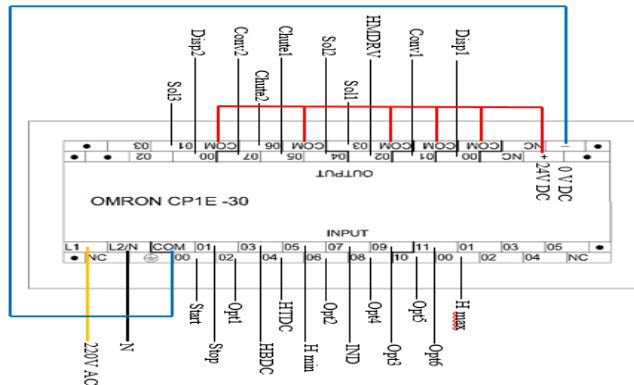 Disp2
Conv2
Chute1
Sol2
HMDRV
Conv1
Disp1
Sol3
Chute2
Sol1
03 01 COM 06 COM 03 COM COM COM NC −
02 00 07 05 04 02 01 00 NC +
24V DC
0 V DC
OUTPUT
OMRON CP1E -30
INPUT
L1 L2/N COM 01 03 05 07 09 11 01 03 05
NC 00 02 04 06 08 10 00 02 04 NC
220V AC
N
Start
Stop
Opt1
HBDC
HTDC
H min
Opt2
IND
Opt4
Opt3
Opt5
Opt6
H max